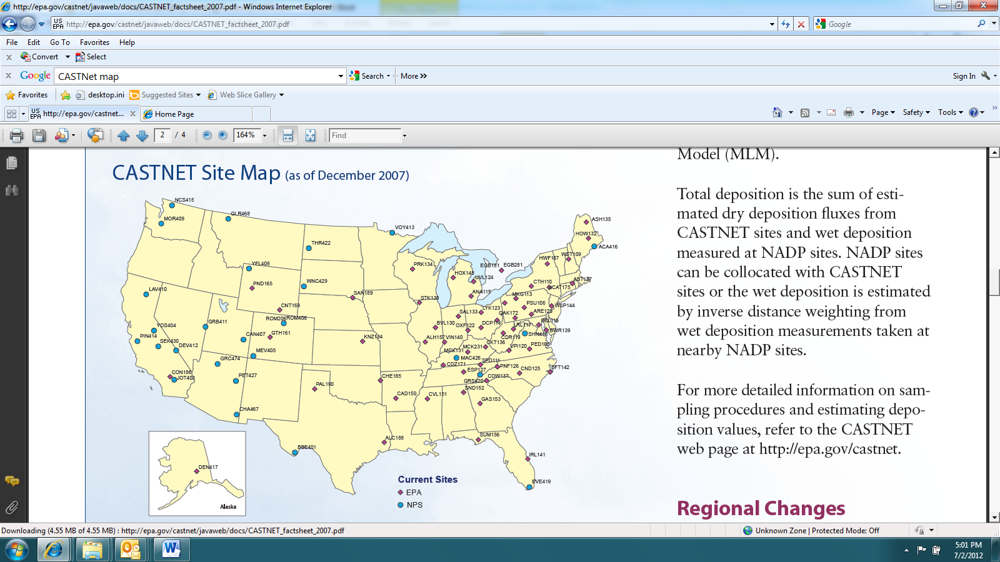 http://epa.gov/castnet/javaweb/docs/CASTNET_factsheet_2007.pdf - Windows Internet Explorer
US EPA http://epa.gov/castnet/javaweb/docs/CASTNET_factsheet_2007.pdf
Google
File Edit Go To Favorites Help
x Convert Select
x Google CASTNet map Search More >> Sign In
Favorites desktop.ini Suggested Sites Web Slice Gallery
US EPA http://epa.gov/castnet... x Home Page
Page Safety Tools
2 / 4 164% Find
CASTNET Site Map (as of December 2007)
NCS415
MOR409
GLR468
VOY413
ASH135
HOW132
ACA416
THR422
HWF187
WST109
YEL408
PRK134
EGB181 EGB281
HOX148
UVL124
ABT147
PND165
WNC429
CTH110
CAT175
LAV410
SAN189
ANA115
MKG113
STK138
PSU106
WSP144
CNT169
LYK123
SAL133
QAK172
ARE128
ROM206
ROM406
GRB411
BVL130
OXF122
DCP114
LRL117
BEL116
YOS404
BWR139
PIN414
CAN407
GTH161
KNZ184
ALH157
VIN140
CDR119
SHN418
SEK430
DEV412
MCK231
CKT136
VPI120
PED108
MEV405
MCK131
GRC474
MAC426
SPD111
CDZ171
PNF126
CND125
BFT142
CON186
JOT403
PET427
CHE185
ESP127
COW137
GRS420
PAL190
CAD150
CVL151
SND152
GAS153
CHA467
ALC188
SUM156
BBE401
IRL141
DEN417
EVE419
Alaska
Current Sites
EPA
NPS
Model (MLM).
Total deposition is the sum of esti-
mated dry deposition fluxes from
CASTNET sites and wet deposition
measured at NADP sites. NADP sites
can be collocated with CASTNET
sites or the wet deposition is estimated
by inverse distance weighting from
wet deposition measurements taken at
nearby NADP sites.
For more detailed information on sam-
pling procedures and estimating depo-
sition values, refer to the CASTNET
web page at http://epa.gov/castnet.
Regional Changes
Downloading (4.55 MB of 4.55 MB) : http://epa.gov/castnet/javaweb/docs/CASTNET_factsheet_2007.pdf
Unknown Zone | Protected Mode: Off
5:01 PM
7/2/2012